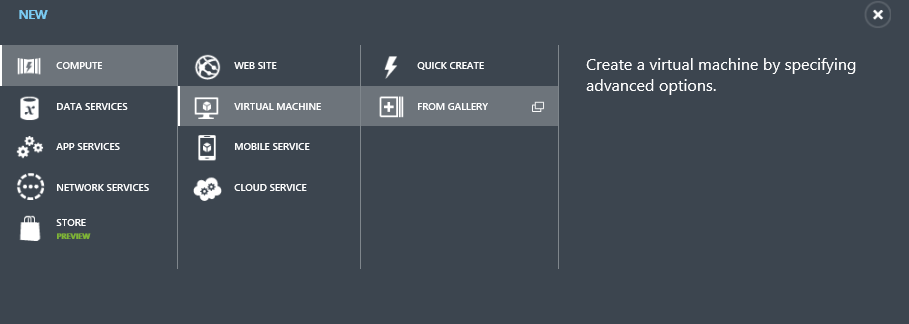 NEW
COMPUTE
DATA SERVICES
APP SERVICES
NETWORK SERVICES
STORE
PREVIEW
WEB SITE
VIRTUAL MACHINE
MOBILE SERVICE
CLOUD SERVICE
QUICK CREATE
FROM GALLERY
Create a virtual machine by specifying
advanced options.